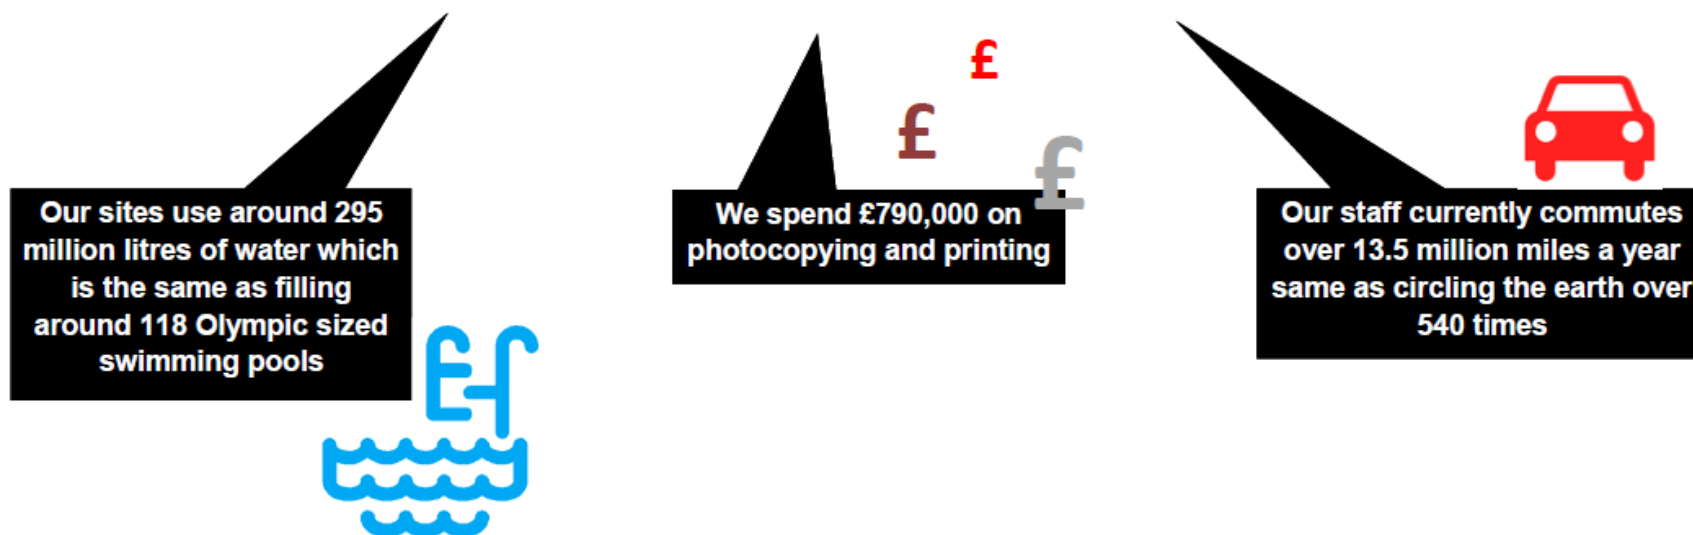 Our sites use around 295
million litres of water which
is the same as filling
around 118 Olympic sized
swimming pools
£
£
£
We spend £790,000 on
photocopying and printing
Our staff currently commutes
over 13.5 million miles a year
same as circling the earth over
540 times